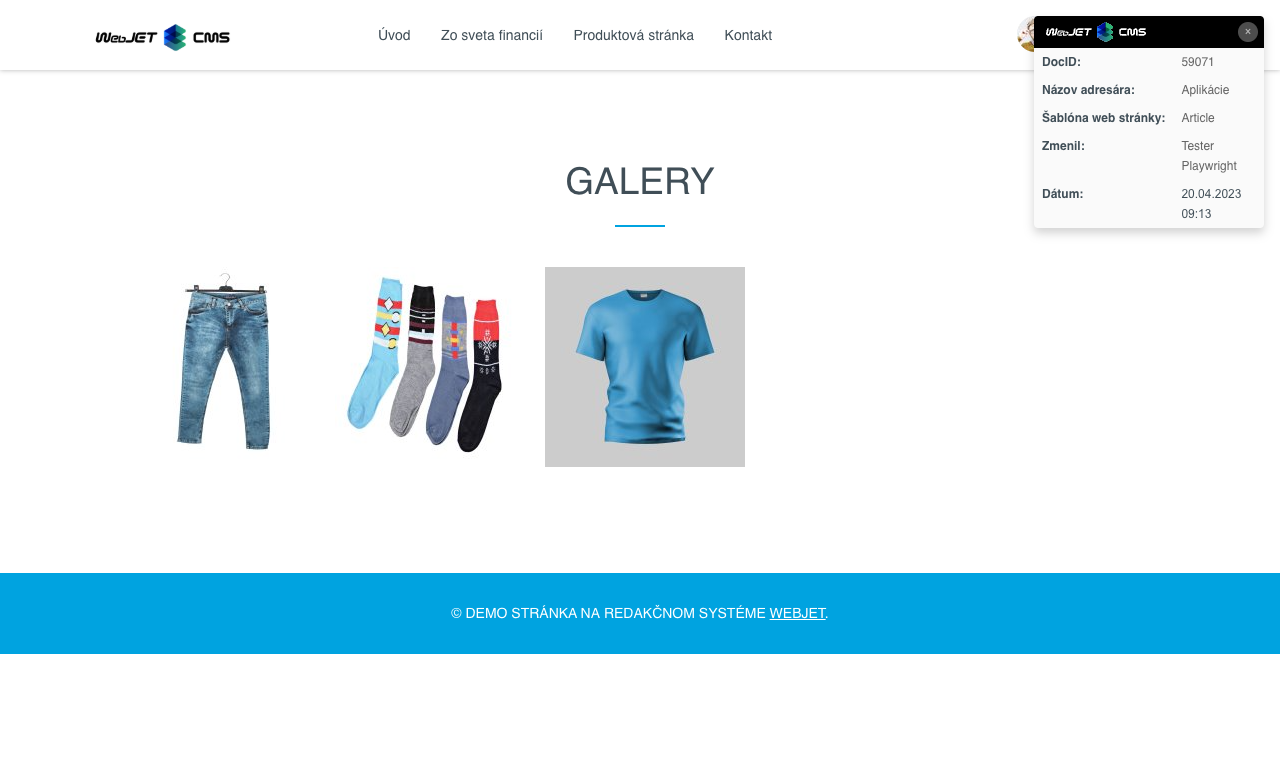 WebJET CMS
Úvod
Zo sveta financií
Produktová stránka
Kontakt
WebJET CMS
×
DocID: 59071
Názov adresára: Aplikácie
Šablóna web stránky: Article
Zmenil: Tester
Playwright
Dátum: 20.04.2023
09:13
GALERY
© DEMO STRÁNKA NA REDAKČNOM SYSTÉME WEBJET.